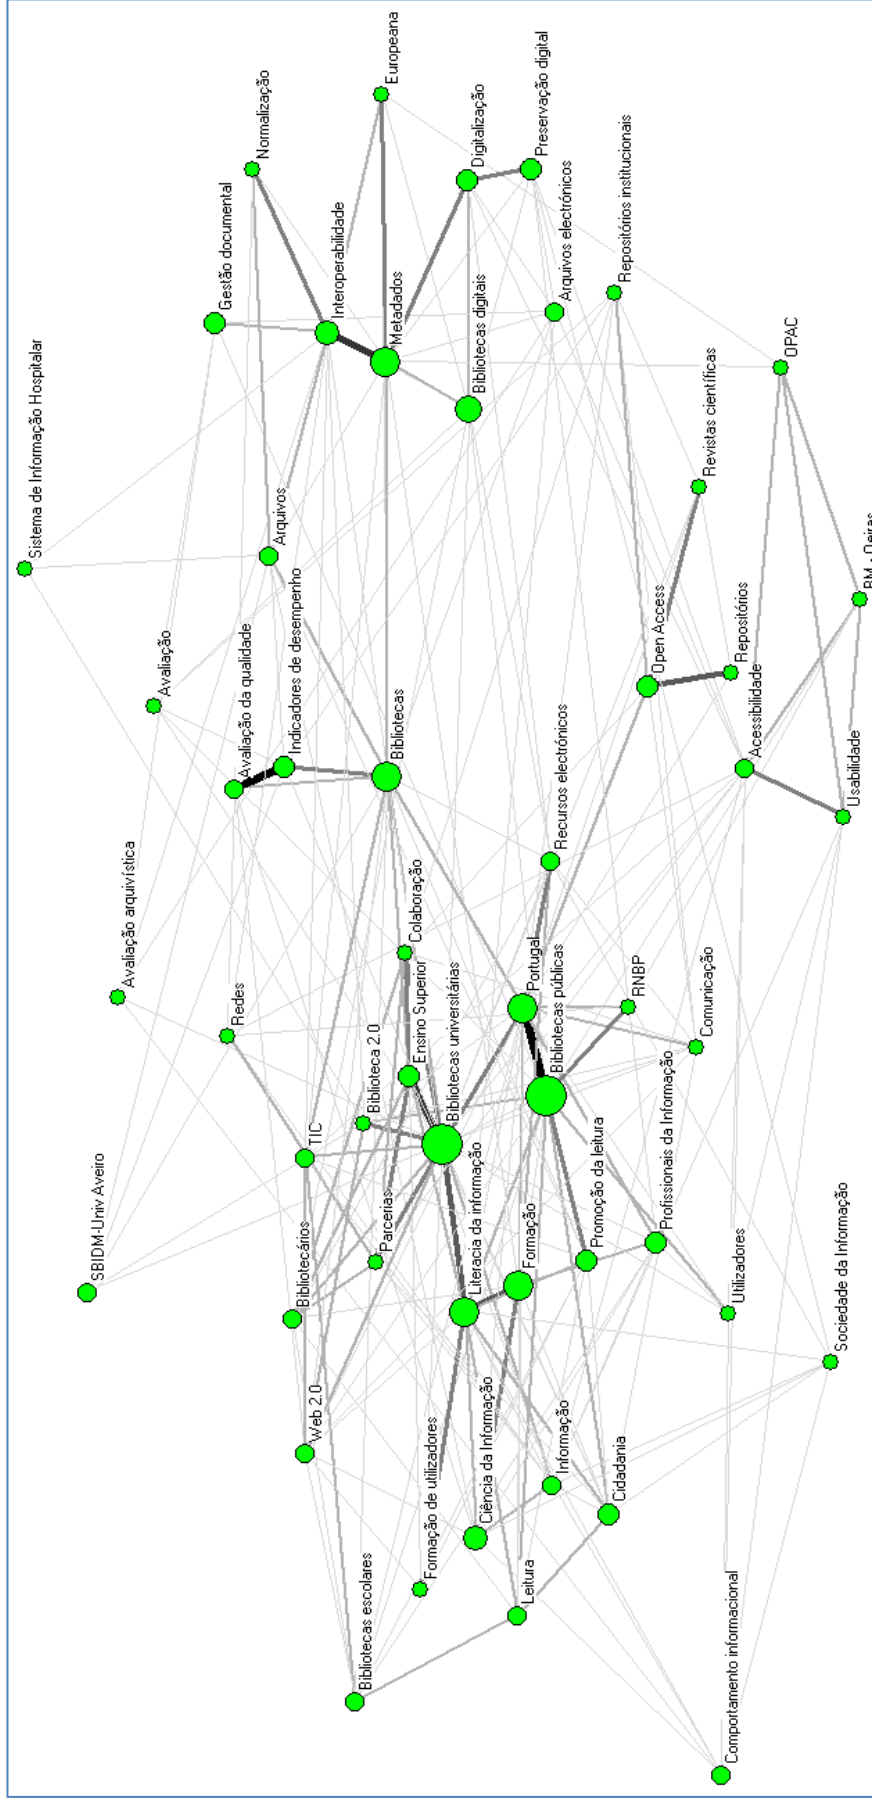 SBIDM-Univ Aveiro
Avaliação arquivística
Avaliação
Sistema de Informação Hospitalar
Bibliotecários
TIC
Redes
Avaliação da qualidade
Indicadores de desempenho
Arquivos
Gestão documental
Normalização
Web 2.0
Parcerias
Biblioteca 2.0
Ensino Superior
Colaboração
Bibliotecas
Interoperabilidade
Metadados
Europeana
Bibliotecas escolares
Formação de utilizadores
Literacia da informação
Bibliotecas universitárias
Bibliotecas digitais
Digitalização
Ciência da Informação
Formação
Portugal
Bibliotecas públicas
Recursos electrónicos
Arquivos electrónicos
Preservação digital
Leitura
Informação
Cidadania
Promoção da leitura
RNBP
Repositórios institucionais
Profissionais da Informação
Comunicação
Open Access
Revistas científicas
Comportamento informacional
Utilizadores
Acessibilidade
Repositórios
OPAC
Sociedade da Informação
Usabilidade